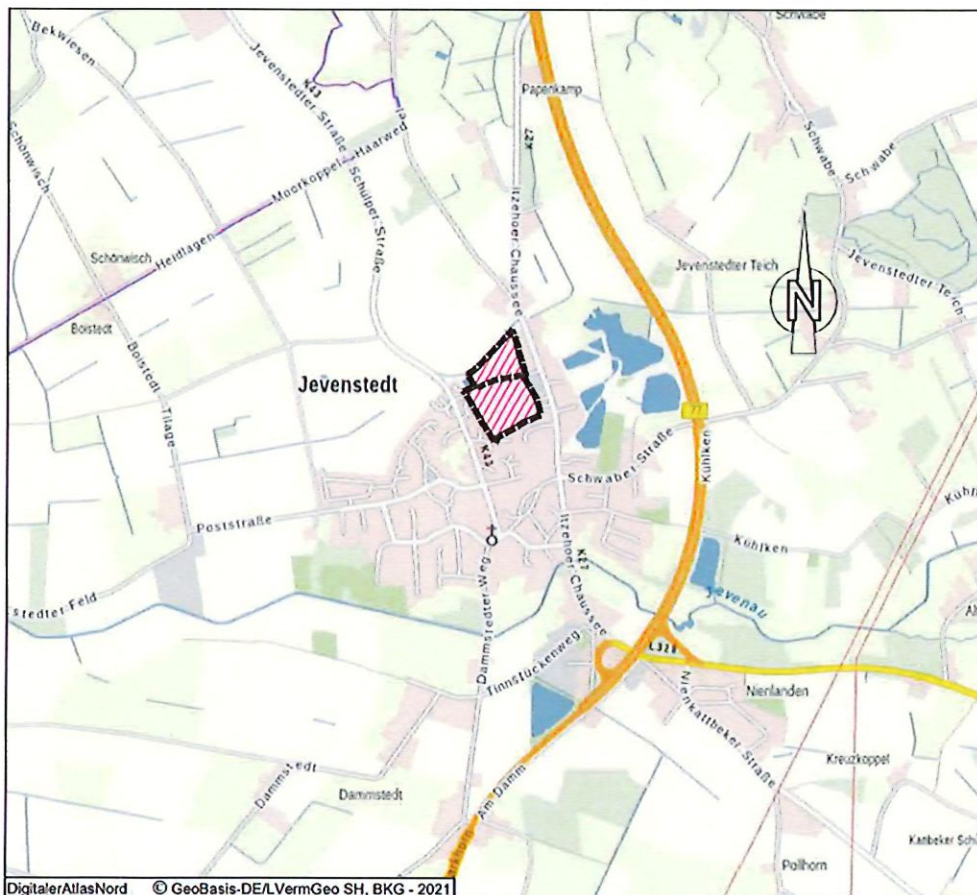 Schwabe
Bekwiesen
Jevenstedter Straße
K43
Papenkamp
K27
Schönwisch
Moorkoppel
Haarweg
Schwabe
Schwabe
Schülper Straße
Itzehoer Chaussee
Schönwisch
Heidlagen
Jevenstedter Teich
Jevenstedter Teich
N
Boistedt
Boistedt
Jevenstedt
Tilage
77
K43
Schwaber Straße
Kühlken
Poststraße
Itzehoer Chaussee
K27
Kühlken
Jevenau
stedter Feld
Dammstedter Weg
Tinnstückenweg
L328
Nienlanden
Nienkattbeker Straße
Kreuzkoppel
Dammstedt
Dammstedt
Am Damm
Kattbeker Sch
Pollhorn
DigitalerAtlasNord © GeoBasis-DE/LVermGeo SH, BKG - 2021